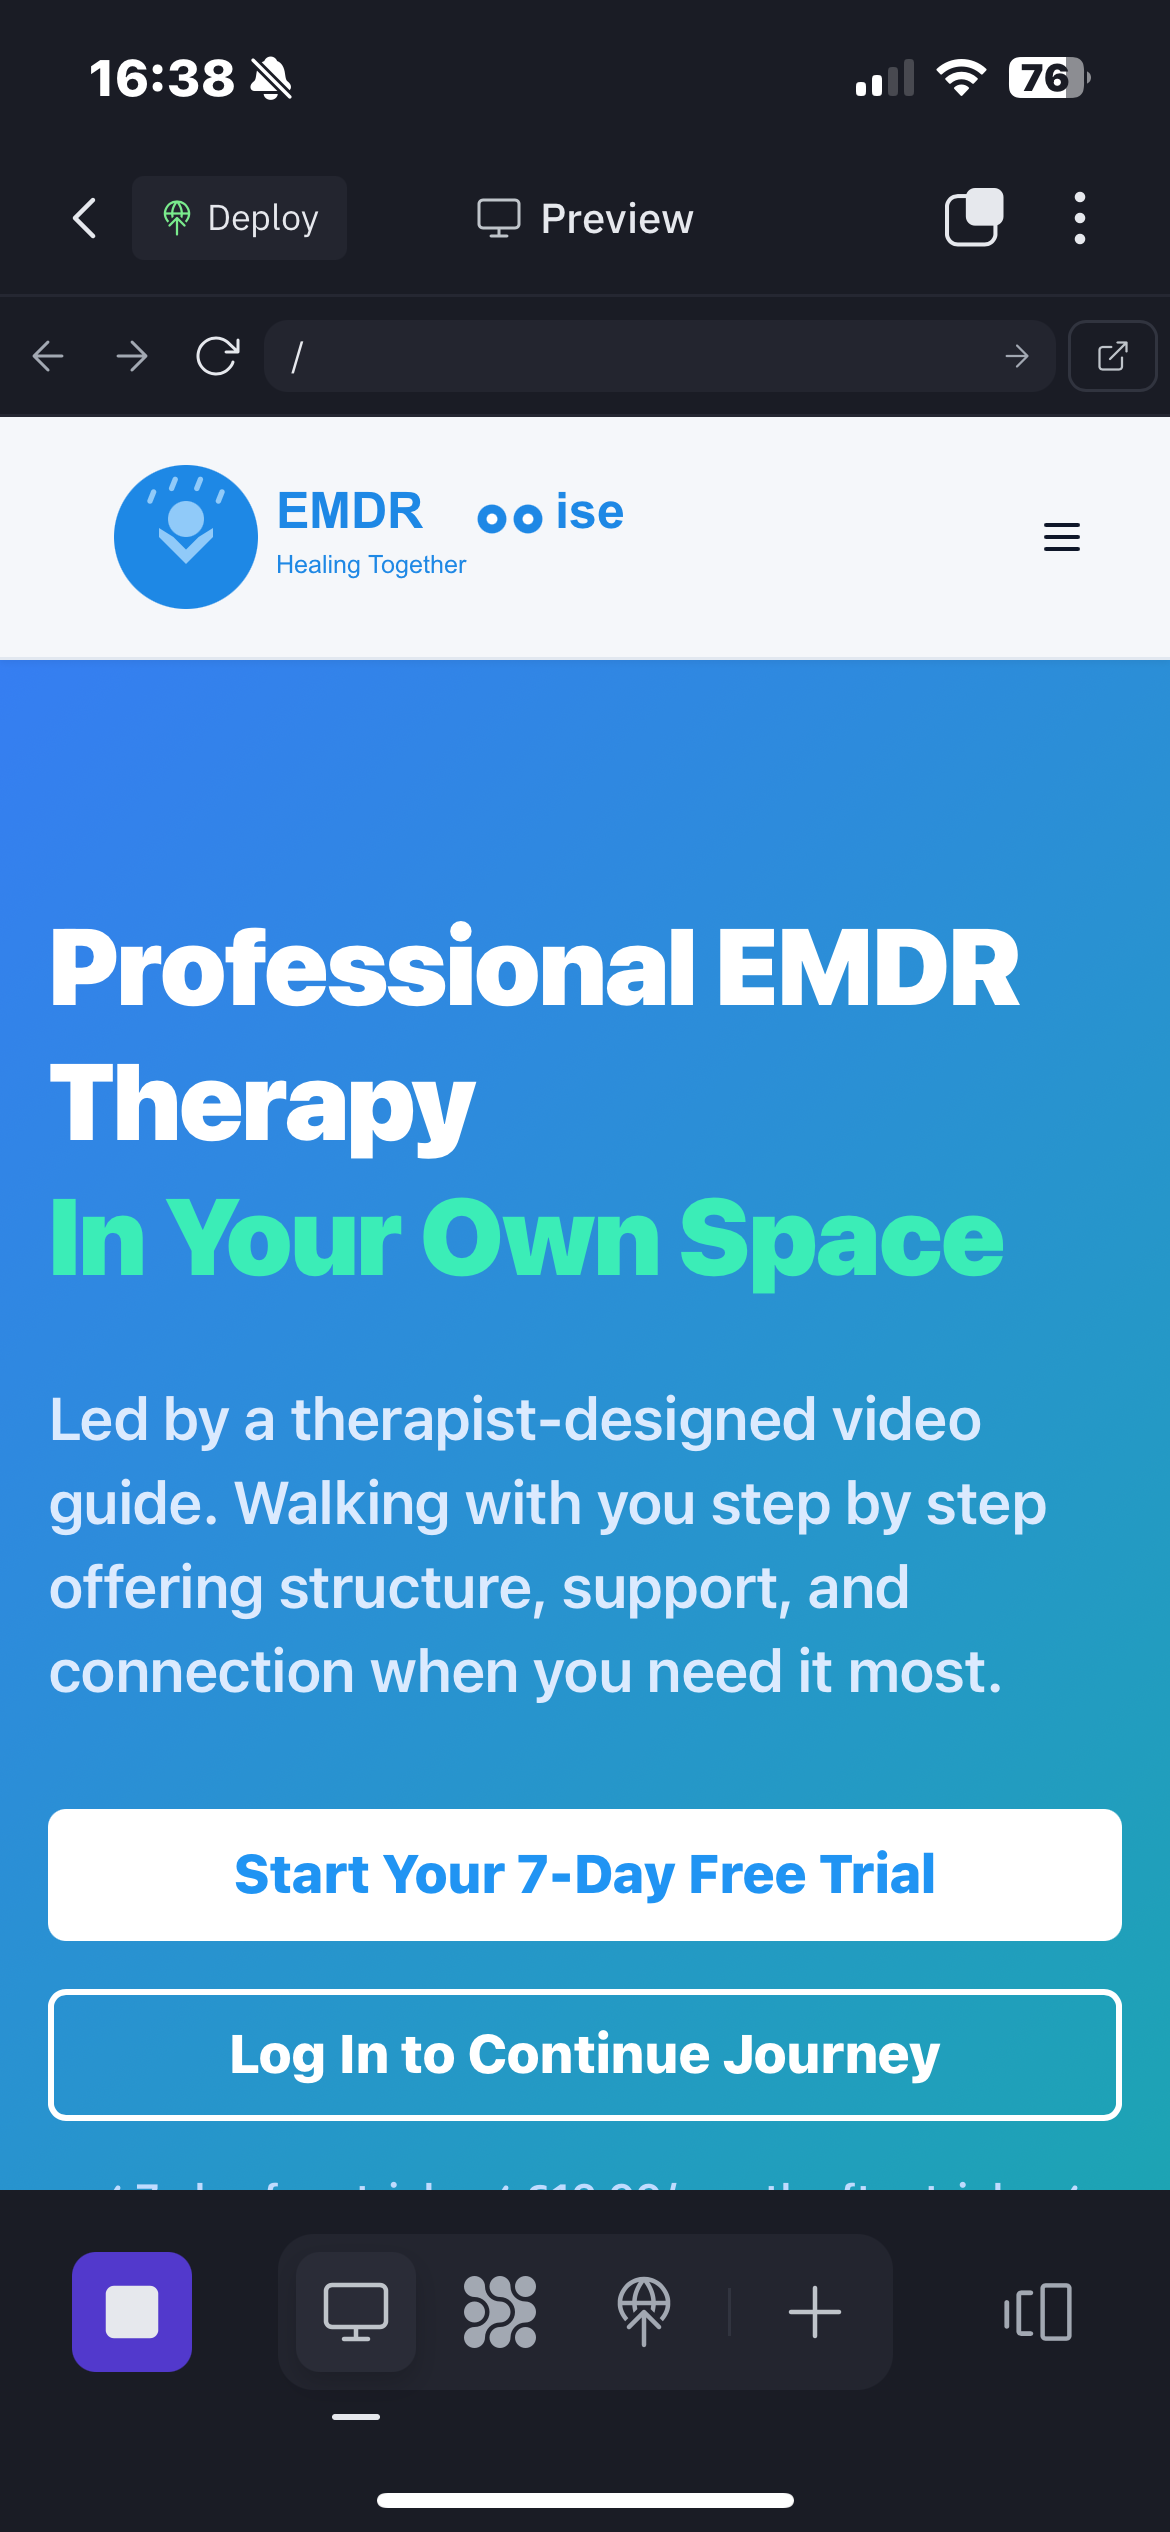 16:38
76
Deploy
Preview
/
EMDR ise
Healing Together
Professional EMDR
Therapy
In Your Own Space
Led by a therapist-designed video
guide. Walking with you step by step
offering structure, support, and
connection when you need it most.
Start Your 7-Day Free Trial
Log In to Continue Journey